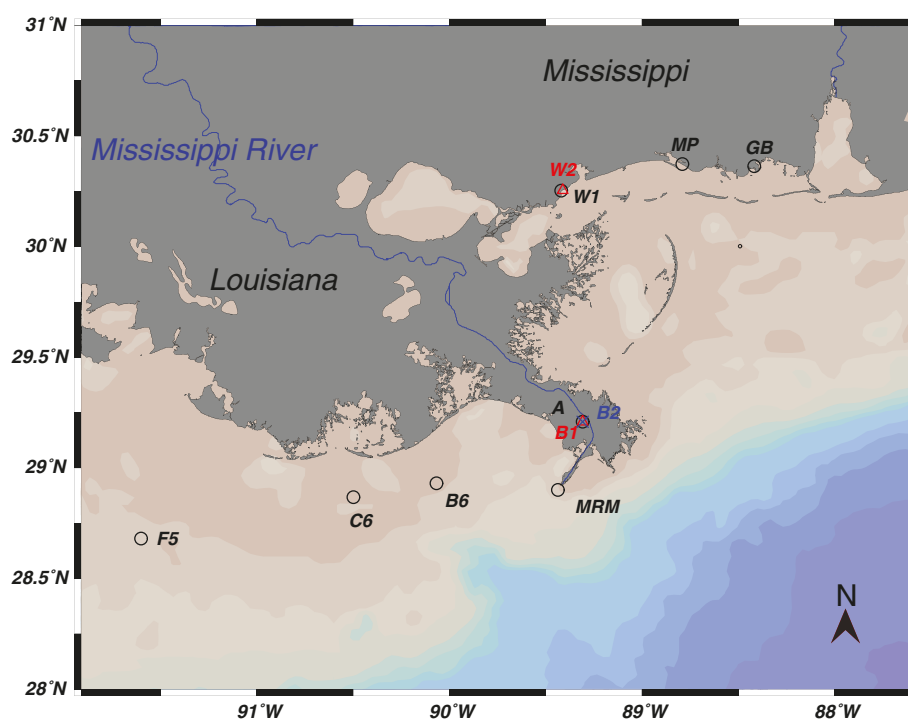 31°N
Mississippi
30.5°N
Mississippi River
MP
GB
W2
W1
30°N
Louisiana
29.5°N
A
B2
B1
29°N
B6
C6
MRM
F5
28.5°N
N
28°N
91°W
90°W
89°W
88°W